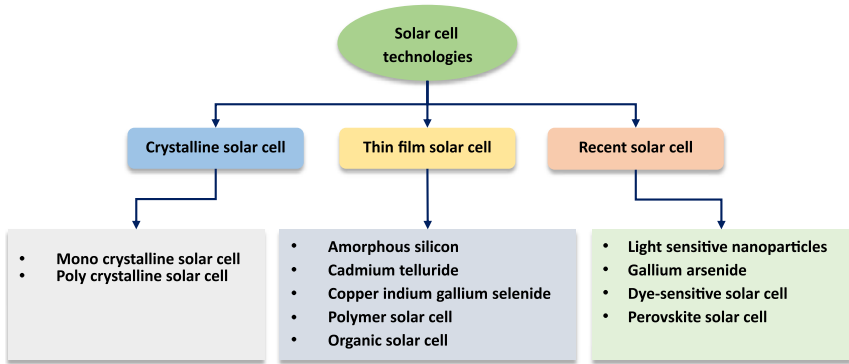 Solar cell
technologies
Crystalline solar cell
Thin film solar cell
Recent solar cell
• Mono crystalline solar cell
• Poly crystalline solar cell
• Amorphous silicon
• Cadmium telluride
• Copper indium gallium selenide
• Polymer solar cell
• Organic solar cell
• Light sensitive nanoparticles
• Gallium arsenide
• Dye-sensitive solar cell
• Perovskite solar cell